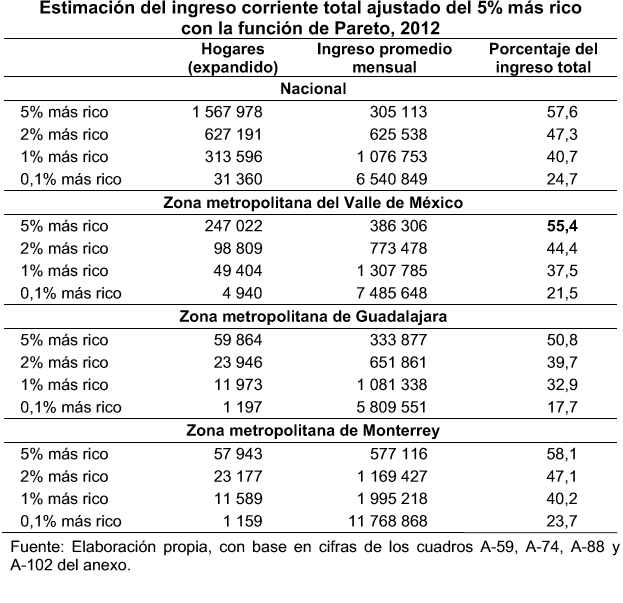 Estimación del ingreso corriente total ajustado del 5% más rico
con la función de Pareto, 2012
Hogares Ingreso promedio Porcentaje del
(expandido) mensual ingreso total
Nacional
5% más rico 1 567 978 305 113 57,6
2% más rico 627 191 625 538 47,3
1% más rico 313 596 1 076 753 40,7
0,1% más rico 31 360 6 540 849 24,7
Zona metropolitana del Valle de México
5% más rico 247 022 386 306 55,4
2% más rico 98 809 773 478 44,4
1% más rico 49 404 1 307 785 37,5
0,1% más rico 4 940 7 485 648 21,5
Zona metropolitana de Guadalajara
5% más rico 59 864 333 877 50,8
2% más rico 23 946 651 861 39,7
1% más rico 11 973 1 081 338 32,9
0,1% más rico 1 197 5 809 551 17,7
Zona metropolitana de Monterrey
5% más rico 57 943 577 116 58,1
2% más rico 23 177 1 169 427 47,1
1% más rico 11 589 1 995 218 40,2
0,1% más rico 1 159 11 768 868 23,7
Fuente: Elaboración propia, con base en cifras de los cuadros A-59, A-74, A-88 y
A-102 del anexo.